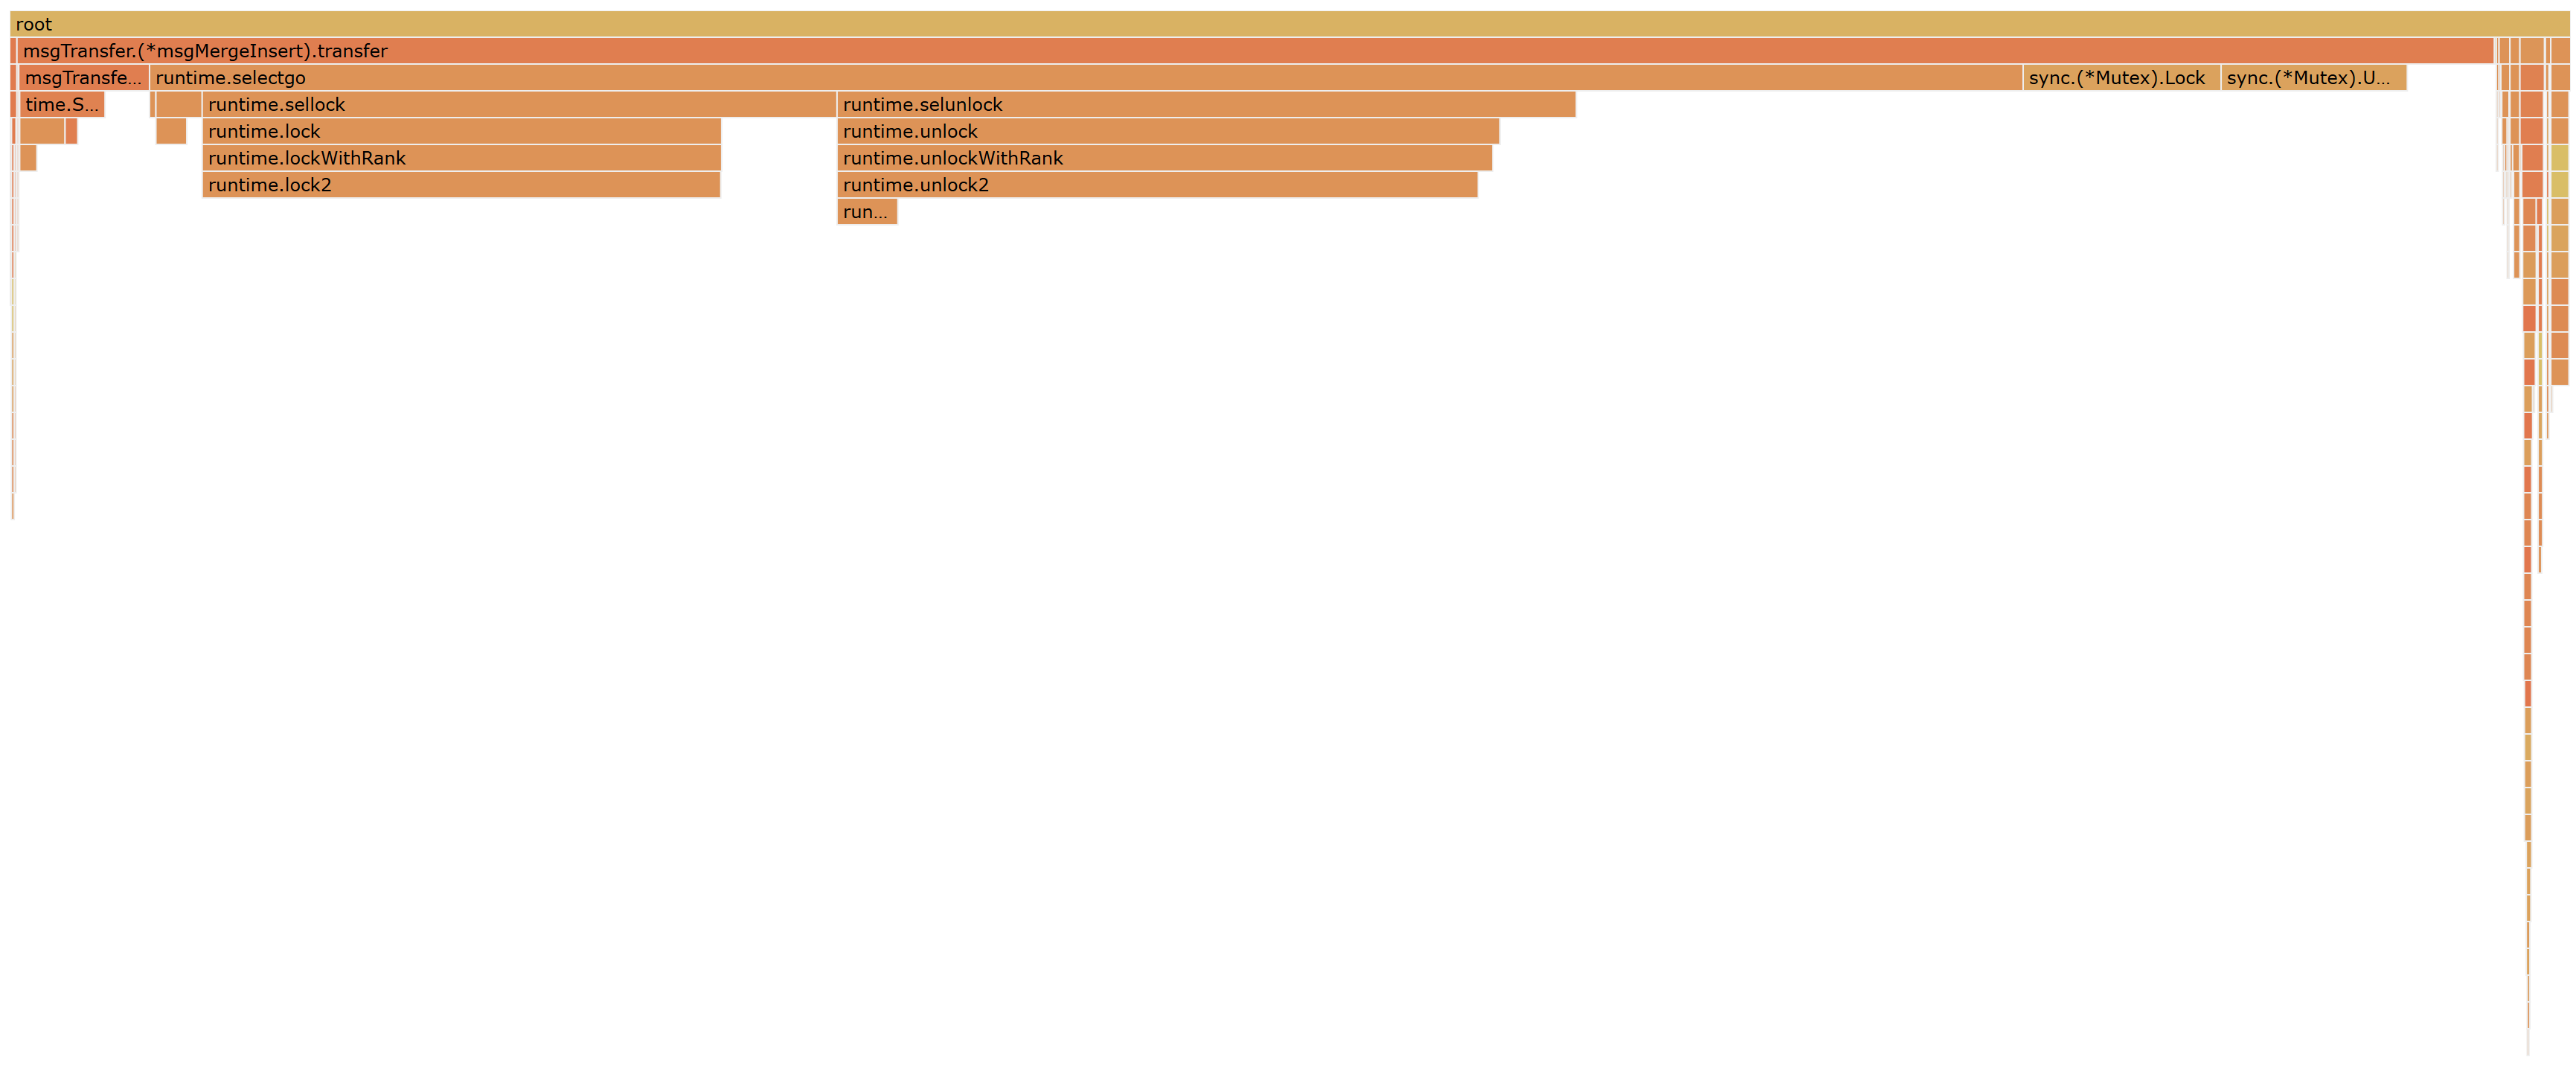 root
msgTransfer.(*msgMergeInsert).transfer
msgTransfe... runtime.selectgo sync.(*Mutex).Lock sync.(*Mutex).U...
time.S... runtime.sellock runtime.selunlock
runtime.lock runtime.unlock
runtime.lockWithRank runtime.unlockWithRank
runtime.lock2 runtime.unlock2
run...